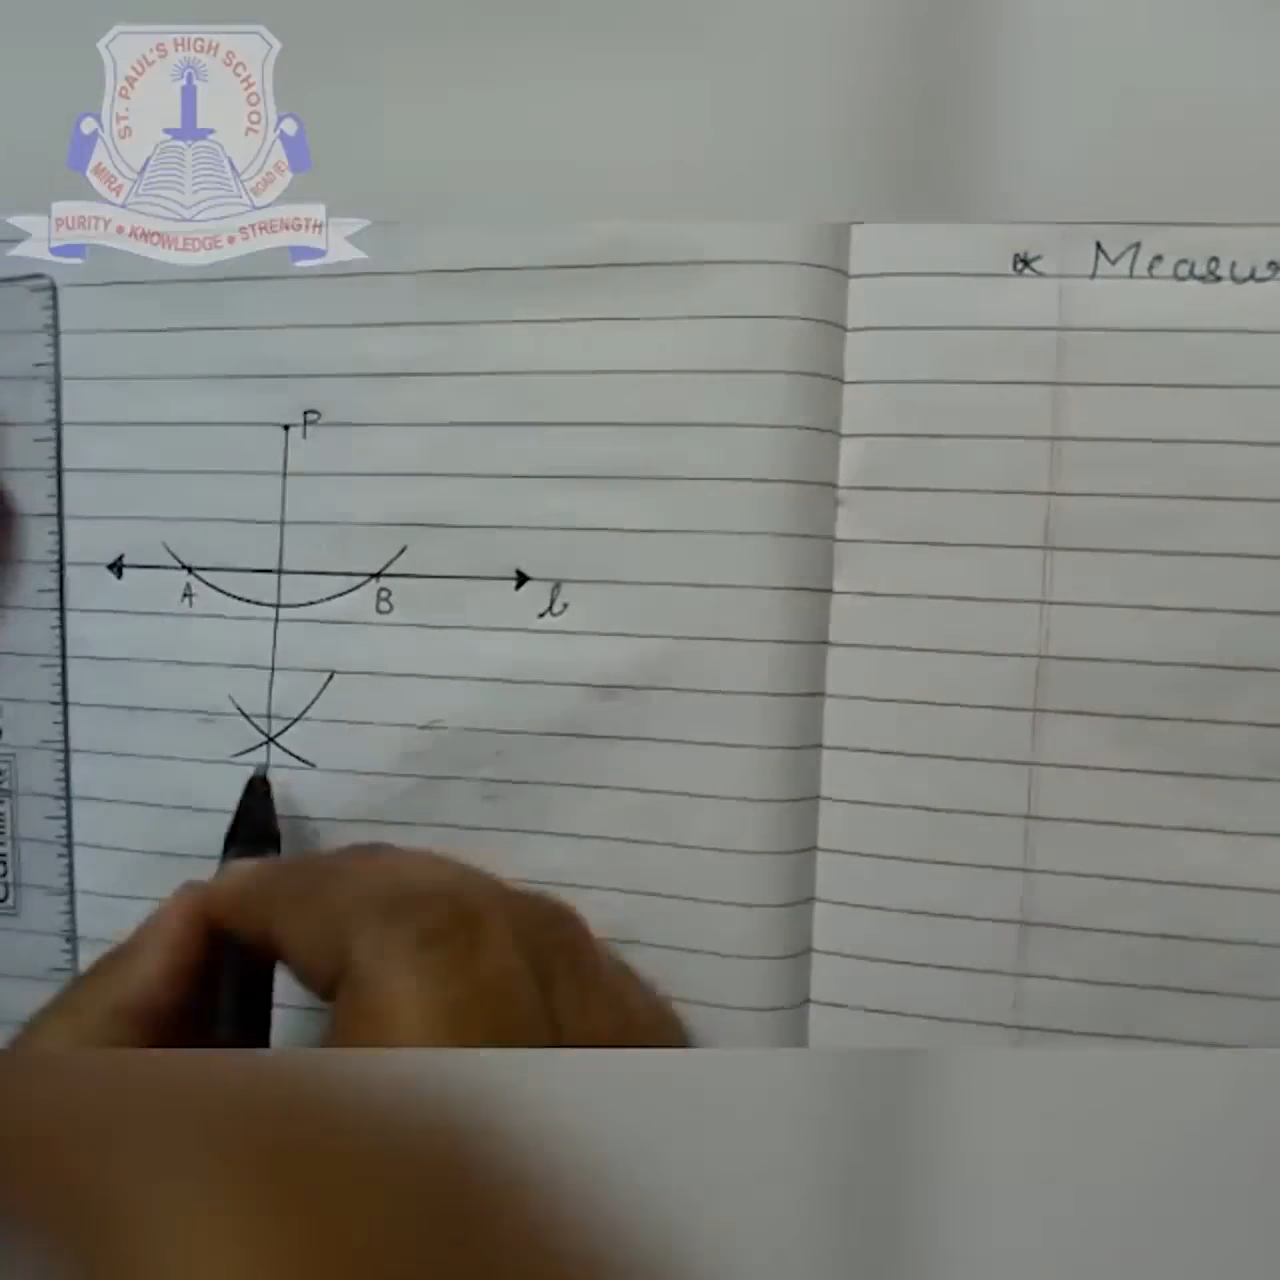 ST. PAUL'S HIGH SCHOOL
MIRA ROAD (E)
PURITY • KNOWLEDGE • STRENGTH
* Measur
P
A B l